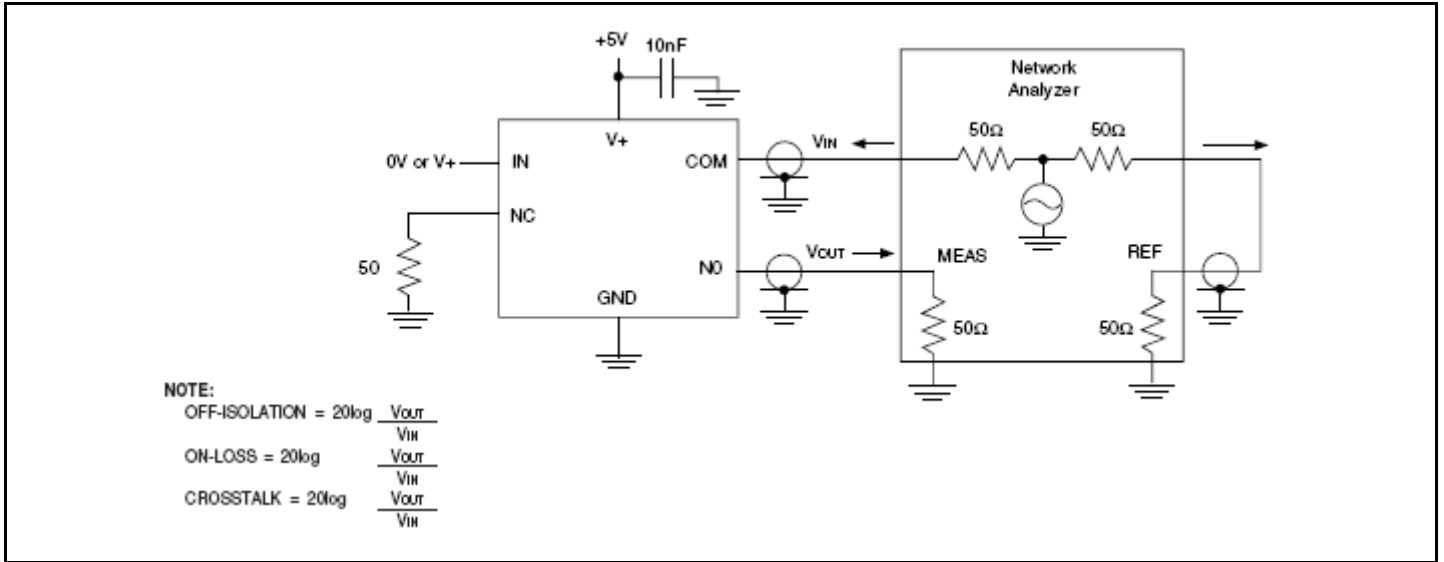 +5V
10nF
Network
Analyzer
V+
50Ω
50Ω
VIN
0V or V+
IN
COM
NC
VOUT
MEAS
REF
50
N0
GND
50Ω
50Ω
NOTE:
OFF-ISOLATION = 20log VOUT
VIN
ON-LOSS = 20log VOUT
VIN
CROSSTALK = 20log VOUT
VIN